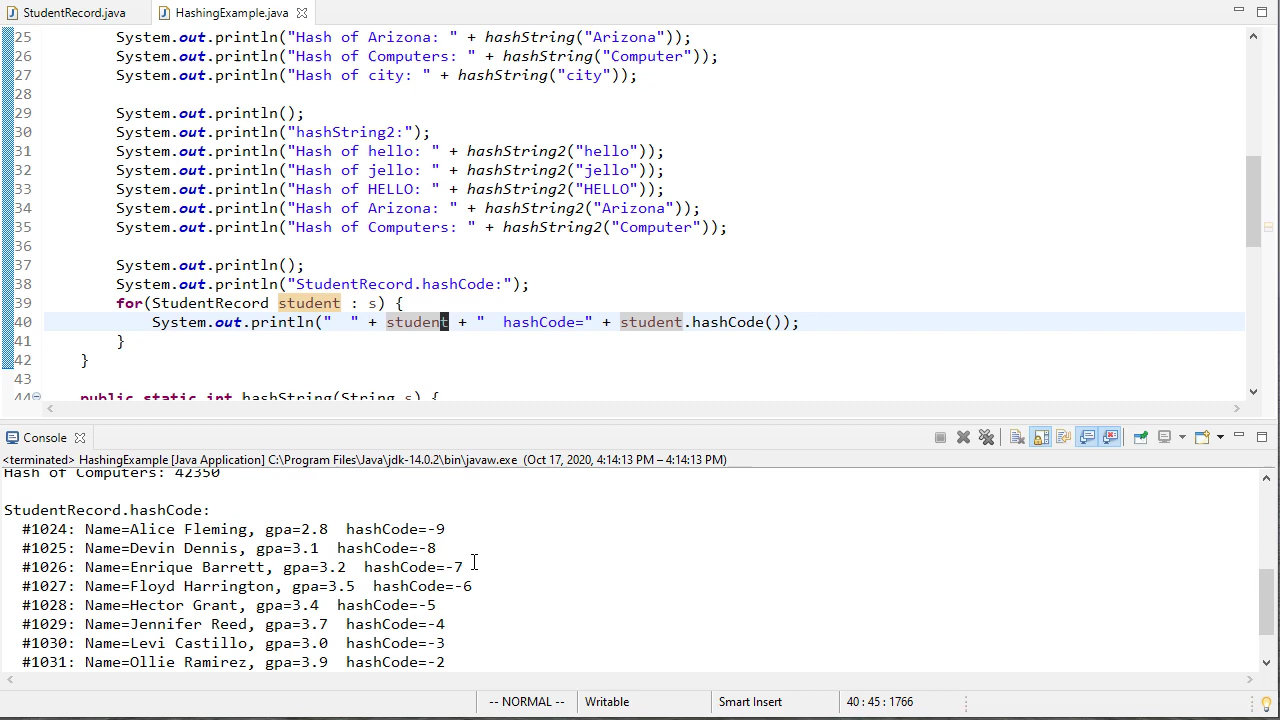 StudentRecord.java
HashingExample.java
25 System.out.println("Hash of Arizona: " + hashString("Arizona"));
26 System.out.println("Hash of Computers: " + hashString("Computer"));
27 System.out.println("Hash of city: " + hashString("city"));
28
29 System.out.println();
30 System.out.println("hashString2:");
31 System.out.println("Hash of hello: " + hashString2("hello"));
32 System.out.println("Hash of jello: " + hashString2("jello"));
33 System.out.println("Hash of HELLO: " + hashString2("HELLO"));
34 System.out.println("Hash of Arizona: " + hashString2("Arizona"));
35 System.out.println("Hash of Computers: " + hashString2("Computer"));
36
37 System.out.println();
38 System.out.println("StudentRecord.hashCode:");
39 for(StudentRecord student : s) {
40 System.out.println("  " + student + "  hashCode=" + student.hashCode());
41 }
42 }
43
44 public static int hashString(String s) {
Console
<terminated> HashingExample [Java Application] C:\Program Files\Java\jdk-14.0.2\bin\javaw.exe (Oct 17, 2020, 4:14:13 PM – 4:14:13 PM)
Hash of Computers: 42350
StudentRecord.hashCode:
#1024: Name=Alice Fleming, gpa=2.8  hashCode=-9
#1025: Name=Devin Dennis, gpa=3.1  hashCode=-8
#1026: Name=Enrique Barrett, gpa=3.2  hashCode=-7
#1027: Name=Floyd Harrington, gpa=3.5  hashCode=-6
#1028: Name=Hector Grant, gpa=3.4  hashCode=-5
#1029: Name=Jennifer Reed, gpa=3.7  hashCode=-4
#1030: Name=Levi Castillo, gpa=3.0  hashCode=-3
#1031: Name=Ollie Ramirez, gpa=3.9  hashCode=-2
-- NORMAL -- Writable Smart Insert 40 : 45 : 1766